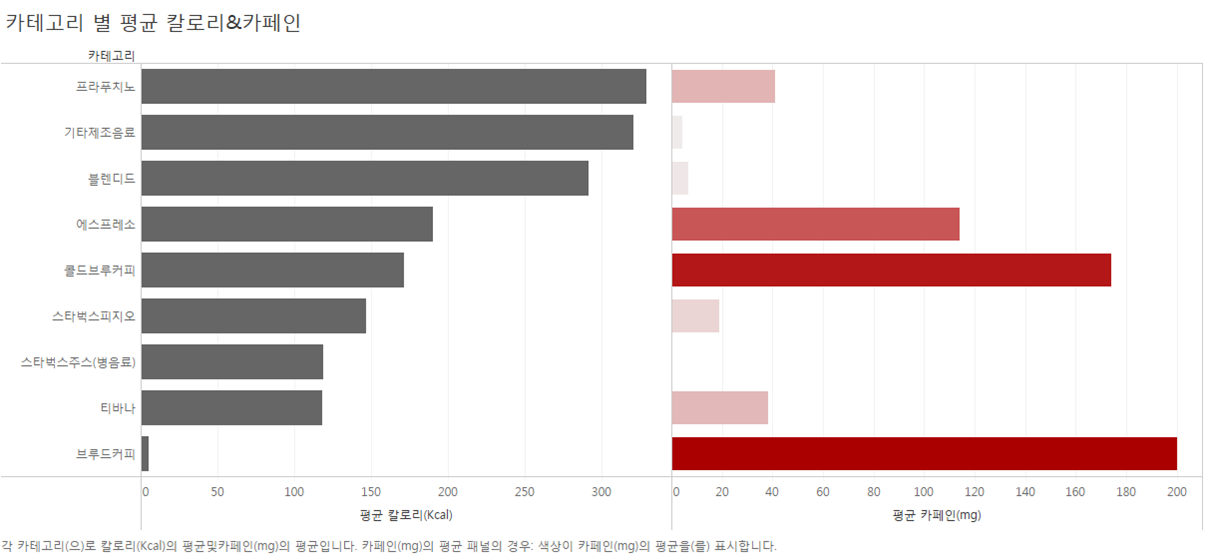 카테고리 별 평균 칼로리&카페인
카테고리
프라푸치노
기타제조음료
블렌디드
에스프레소
콜드브루커피
스타벅스피지오
스타벅스주스(병음료)
티바나
브루드커피
0 50 100 150 200 250 300 0 20 40 60 80 100 120 140 160 180 200
평균 칼로리(Kcal) 평균 카페인(mg)
각 카테고리(으)로 칼로리(Kcal)의 평균및카페인(mg)의 평균입니다. 카페인(mg)의 평균 패널의 경우: 색상이 카페인(mg)의 평균을(를) 표시합니다.